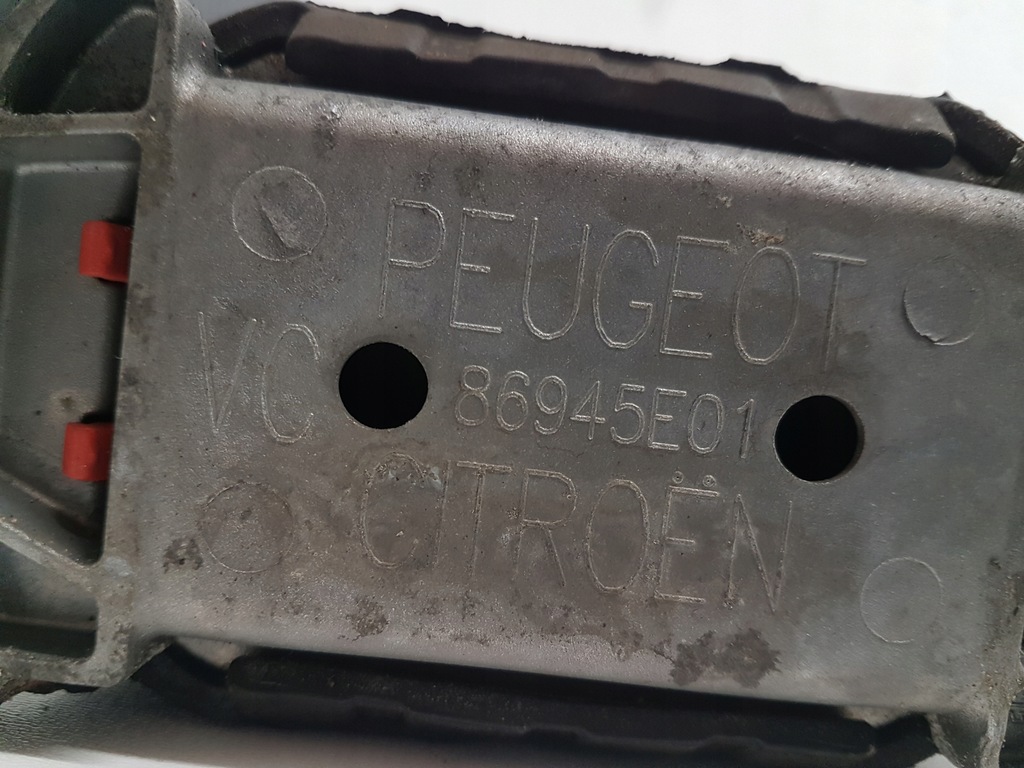 PEUGEOT
VC
86945E01
CITROËN